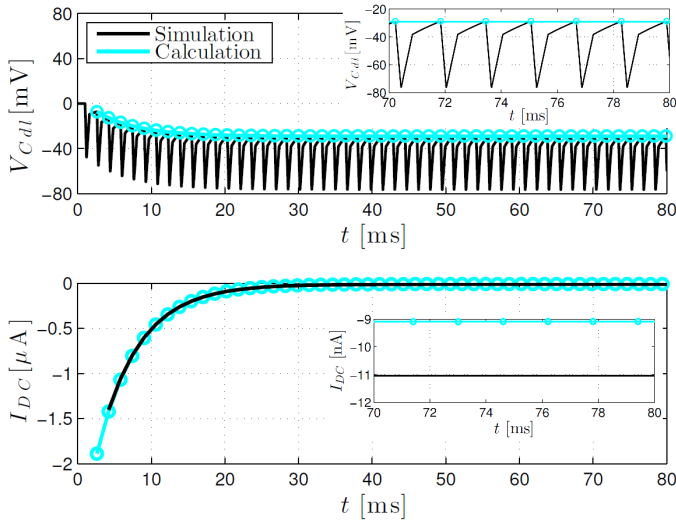 80
40
0
−40
−80
V_{Cdl} [mV]
Simulation
Calculation
0 10 20 30 40 50 60 70 80
t [ms]
−20
−40
−60
−80
V_{Cdl} [mV]
70 72 74 76 78 80
t [ms]
0
−0.5
−1
−1.5
−2
I_{DC} [μA]
0 10 20 30 40 50 60 70 80
t [ms]
−9
−10
−11
−12
I_{DC} [nA]
70 72 74 76 78 80
t [ms]